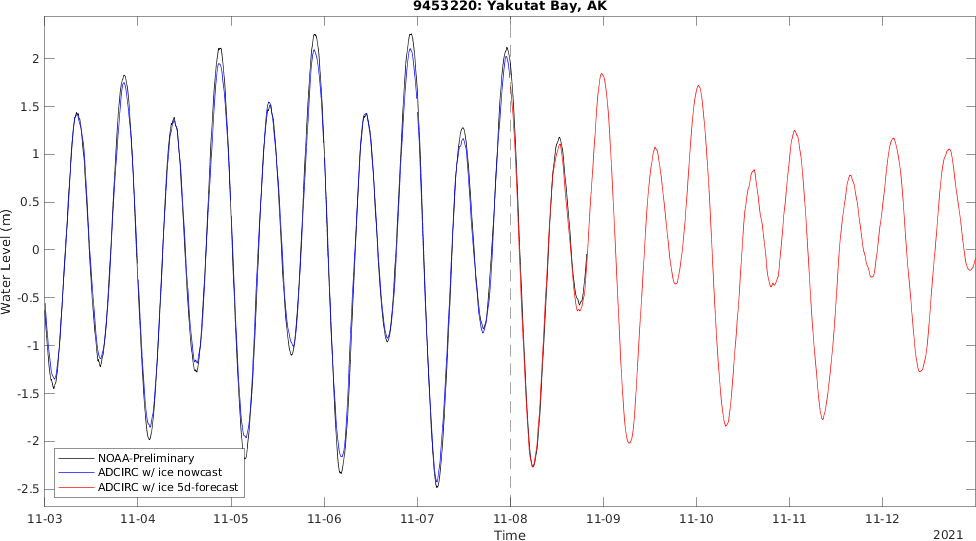 9453220: Yakutat Bay, AK
Water Level (m)
2
1.5
1
0.5
0
-0.5
-1
-1.5
-2
-2.5
NOAA-Preliminary
ADCIRC w/ ice nowcast
ADCIRC w/ ice 5d-forecast
11-03 11-04 11-05 11-06 11-07 11-08 11-09 11-10 11-11 11-12
Time
2021